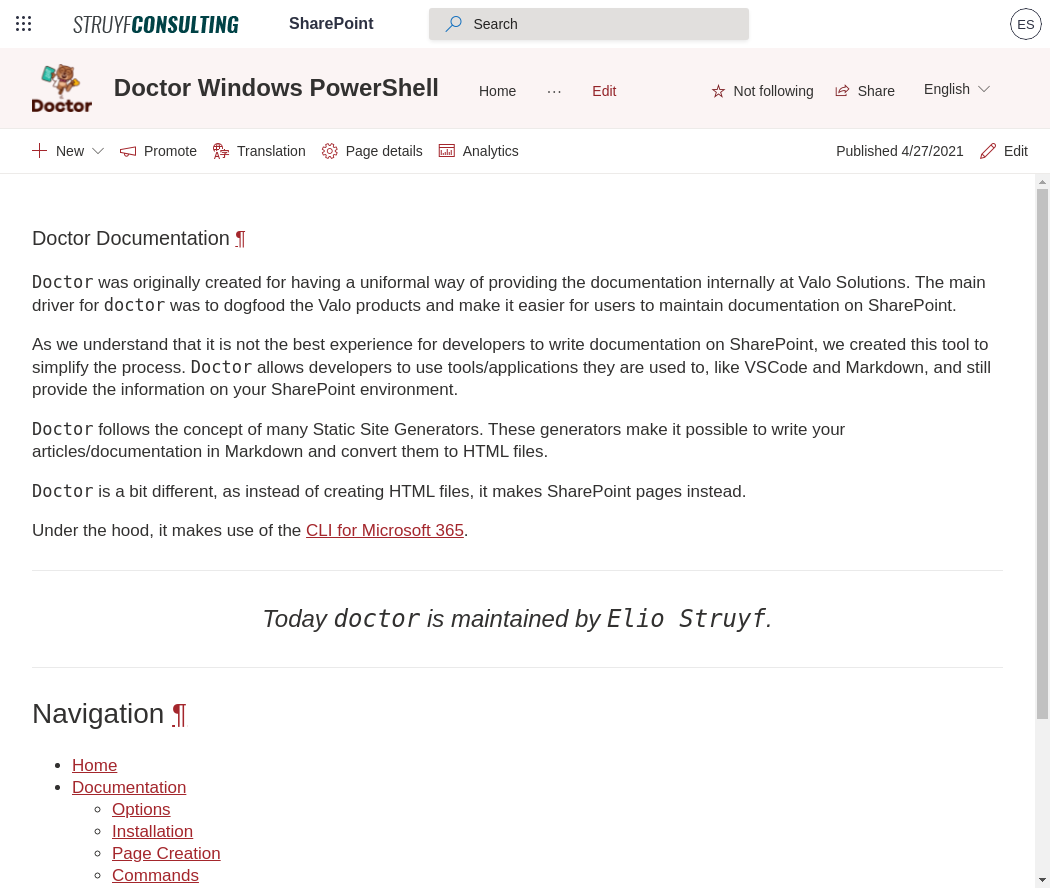 STRUYFCONSULTING SharePoint Search ES
Doctor Doctor Windows PowerShell Home ··· Edit Not following Share English
New Promote Translation Page details Analytics Published 4/27/2021 Edit
Doctor Documentation ¶
Doctor was originally created for having a uniformal way of providing the documentation internally at Valo Solutions. The main
driver for doctor was to dogfood the Valo products and make it easier for users to maintain documentation on SharePoint.
As we understand that it is not the best experience for developers to write documentation on SharePoint, we created this tool to
simplify the process. Doctor allows developers to use tools/applications they are used to, like VSCode and Markdown, and still
provide the information on your SharePoint environment.
Doctor follows the concept of many Static Site Generators. These generators make it possible to write your
articles/documentation in Markdown and convert them to HTML files.
Doctor is a bit different, as instead of creating HTML files, it makes SharePoint pages instead.
Under the hood, it makes use of the CLI for Microsoft 365.
Today doctor is maintained by Elio Struyf.
Navigation ¶
Home
Documentation
Options
Installation
Page Creation
Commands